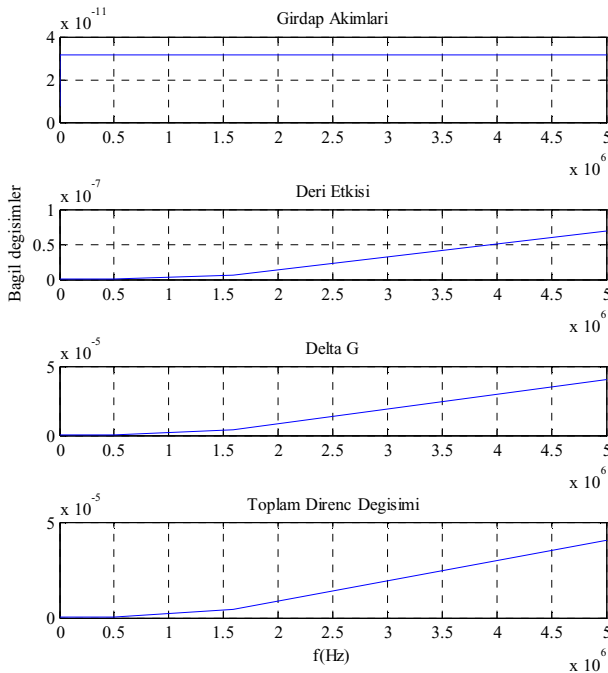 Girdap Akimlari
x 10^-11
4
2
0
0 0.5 1 1.5 2 2.5 3 3.5 4 4.5 5
x 10^6
Deri Etkisi
x 10^-7
1
0.5
0
0 0.5 1 1.5 2 2.5 3 3.5 4 4.5 5
x 10^6
Bagil degisimler
Delta G
x 10^-5
5
0
0 0.5 1 1.5 2 2.5 3 3.5 4 4.5 5
x 10^6
Toplam Direnc Degisimi
x 10^-5
5
0
0 0.5 1 1.5 2 2.5 3 3.5 4 4.5 5
x 10^6
f(Hz)